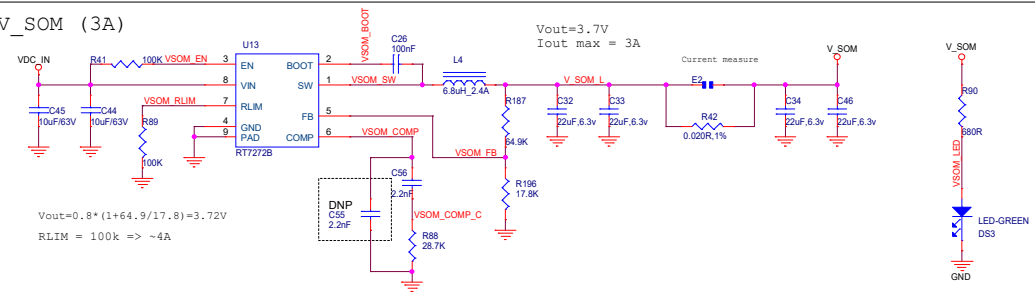 V_SOM (3A)
VDC_IN
R41
100K
VSOM_EN
U13
3
EN
8
VIN
7
RLIM
4
GND
9
PAD
BOOT
2
SW
1
FB
5
COMP
6
RT7272B
VSOM_BOOT
C26
100nF
VSOM_SW
L4
6.8uH_2.4A
Vout=3.7V
Iout max = 3A
V_SOM_L
Current measure
E2
R42
0.020R,1%
V_SOM
V_SOM
C45
10uF/63V
C44
10uF/63V
VSOM_RLIM
R89
100K
R187
64.9K
C32
22uF,6.3v
C33
22uF,6.3v
C34
22uF,6.3v
C46
22uF,6.3v
R90
680R
VSOM_LED
VSOM_COMP
VSOM_FB
R196
17.8K
C56
2.2nF
DNP
C55
2.2nF
VSOM_COMP_C
R88
28.7K
Vout=0.8*(1+64.9/17.8)=3.72V
RLIM = 100k => ~4A
LED-GREEN
DS3
GND